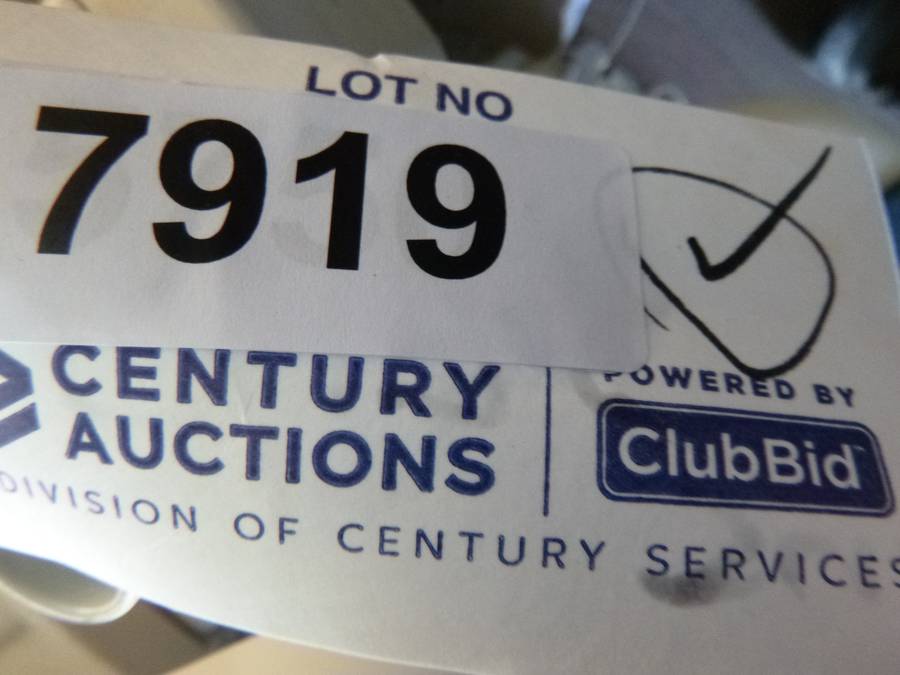 LOT NO
7919
CENTURY
AUCTIONS
DIVISION OF CENTURY SERVICES
POWERED BY
ClubBid